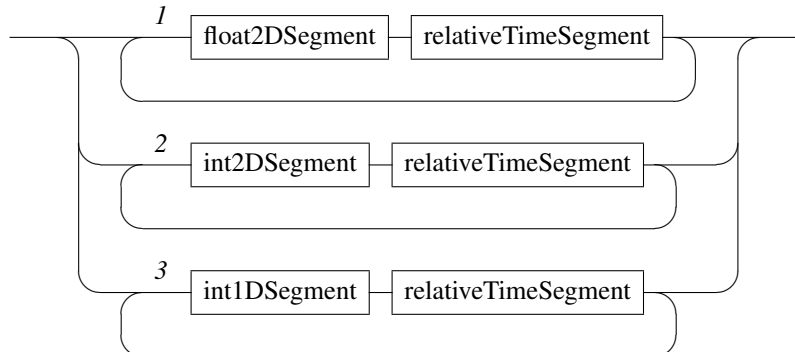 1
float2DSegment relativeTimeSegment
2
int2DSegment relativeTimeSegment
3
int1DSegment relativeTimeSegment